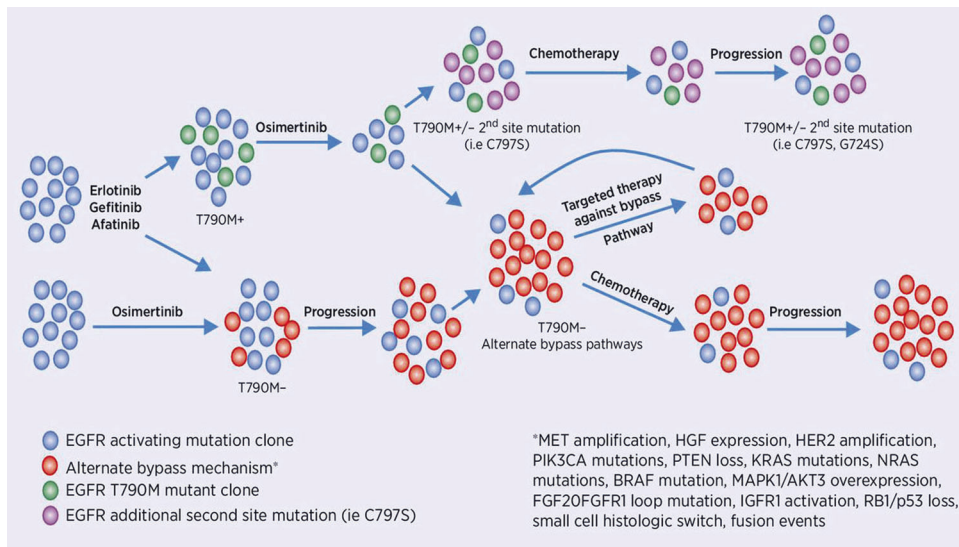 Chemotherapy
Progression
T790M+/– 2nd site mutation
(i.e C797S)
T790M+/– 2nd site mutation
(i.e C797S, G724S)
Osimertinib
Erlotinib
Gefitinib
Afatinib
T790M+
Targeted therapy
against bypass
Pathway
Osimertinib
Progression
T790M–
T790M–
Alternate bypass pathways
Chemotherapy
Progression
EGFR activating mutation clone
Alternate bypass mechanism*
EGFR T790M mutant clone
EGFR additional second site mutation (ie C797S)
*MET amplification, HGF expression, HER2 amplification,
PIK3CA mutations, PTEN loss, KRAS mutations, NRAS
mutations, BRAF mutation, MAPK1/AKT3 overexpression,
FGF20FGFR1 loop mutation, IGFR1 activation, RB1/p53 loss,
small cell histologic switch, fusion events